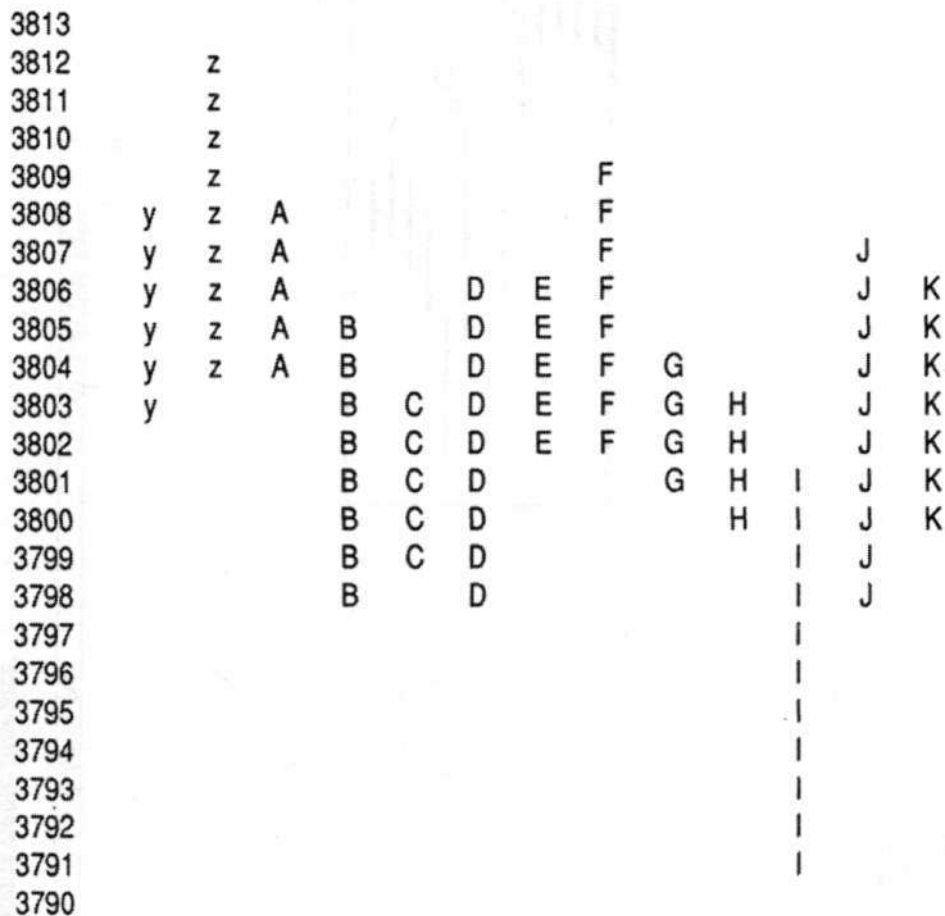 3813
3812 z
3811 z
3810 z
3809 z F
3808 y z A F
3807 y z A F J
3806 y z A D E F J K
3805 y z A B D E F J K
3804 y z A B D E F G J K
3803 y B C D E F G H J K
3802 B C D E F G H J K
3801 B C D G H I J K
3800 B C D H I J K
3799 B C D I J
3798 B D I J
3797 I
3796 I
3795 I
3794 I
3793 I
3792 I
3791 I
3790